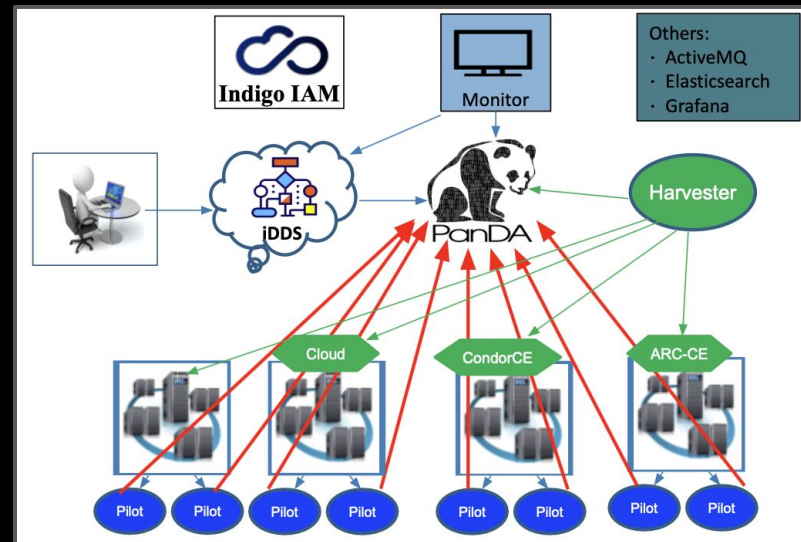 Indigo IAM
Monitor
Others:
· ActiveMQ
· Elasticsearch
· Grafana
iDDS
PanDA
Harvester
Cloud
CondorCE
ARC-CE
Pilot
Pilot
Pilot
Pilot
Pilot
Pilot
Pilot
Pilot